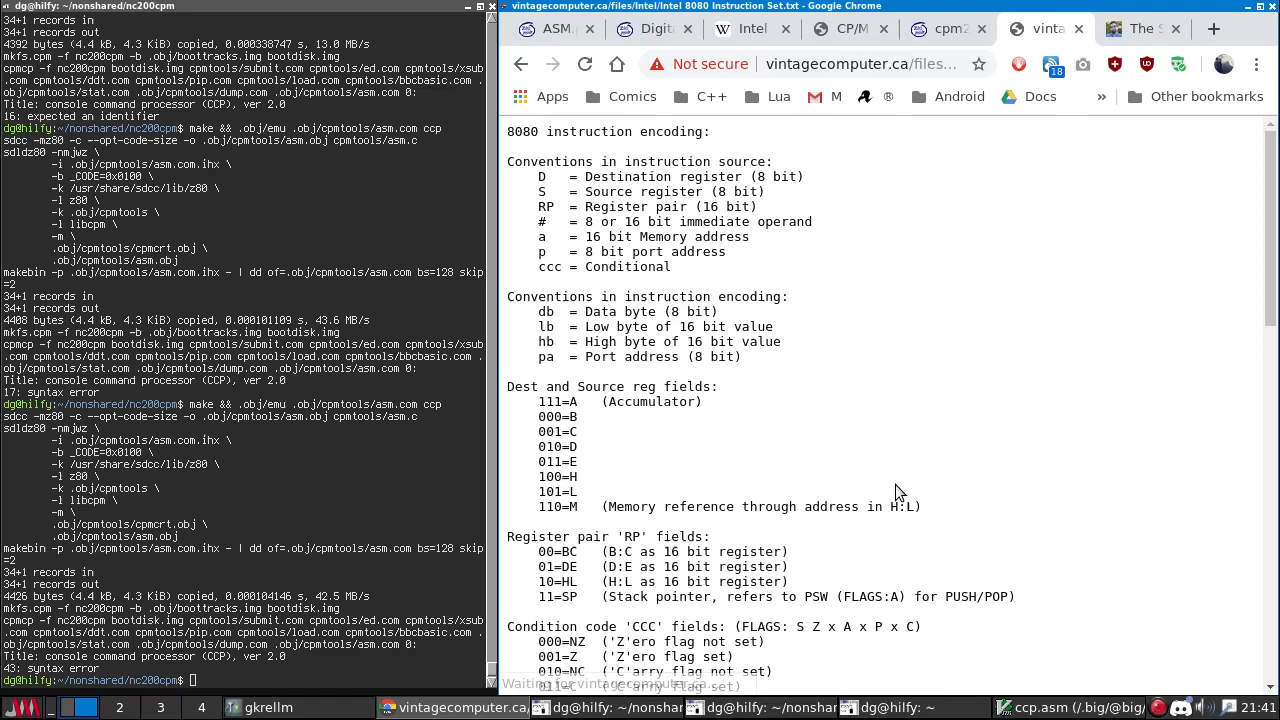 dg@hilfy: ~/nonshared/nc200cpm
34+1 records in
34+1 records out
4392 bytes (4.4 kB, 4.3 KiB) copied, 0.000338747 s, 13.0 MB/s
mkfs.cpm -f nc200cpm -b .obj/boottracks.img bootdisk.img
cpmcp -f nc200cpm bootdisk.img cpmtools/submit.com cpmtools/ed.com cpmtools/xsub
.com cpmtools/ddt.com cpmtools/pip.com cpmtools/load.com cpmtools/bbcbasic.com .
obj/cpmtools/stat.com .obj/cpmtools/dump.com .obj/cpmtools/asm.com 0:
Title: console command processor (CCP), ver 2.0
16: expected an identifier
dg@hilfy:~/nonshared/nc200cpm$ make && .obj/emu .obj/cpmtools/asm.com ccp
sdcc -mz80 -c --opt-code-size -o .obj/cpmtools/asm.obj cpmtools/asm.c
sdldz80 -nmjwz \
-i .obj/cpmtools/asm.com.ihx \
-b _CODE=0x0100 \
-k /usr/share/sdcc/lib/z80 \
-l z80 \
-k .obj/cpmtools \
-l libcpm \
-m \
.obj/cpmtools/cpmcrt.obj \
.obj/cpmtools/asm.obj
makebin -p .obj/cpmtools/asm.com.ihx - | dd of=.obj/cpmtools/asm.com bs=128 skip
=2
34+1 records in
34+1 records out
4408 bytes (4.4 kB, 4.3 KiB) copied, 0.000101109 s, 43.6 MB/s
mkfs.cpm -f nc200cpm -b .obj/boottracks.img bootdisk.img
cpmcp -f nc200cpm bootdisk.img cpmtools/submit.com cpmtools/ed.com cpmtools/xsub
.com cpmtools/ddt.com cpmtools/pip.com cpmtools/load.com cpmtools/bbcbasic.com .
obj/cpmtools/stat.com .obj/cpmtools/dump.com .obj/cpmtools/asm.com 0:
Title: console command processor (CCP), ver 2.0
17: syntax error
dg@hilfy:~/nonshared/nc200cpm$ make && .obj/emu .obj/cpmtools/asm.com ccp
sdcc -mz80 -c --opt-code-size -o .obj/cpmtools/asm.obj cpmtools/asm.c
sdldz80 -nmjwz \
-i .obj/cpmtools/asm.com.ihx \
-b _CODE=0x0100 \
-k /usr/share/sdcc/lib/z80 \
-l z80 \
-k .obj/cpmtools \
-l libcpm \
-m \
.obj/cpmtools/cpmcrt.obj \
.obj/cpmtools/asm.obj
makebin -p .obj/cpmtools/asm.com.ihx - | dd of=.obj/cpmtools/asm.com bs=128 skip
=2
34+1 records in
34+1 records out
4426 bytes (4.4 kB, 4.3 KiB) copied, 0.000104146 s, 42.5 MB/s
mkfs.cpm -f nc200cpm -b .obj/boottracks.img bootdisk.img
cpmcp -f nc200cpm bootdisk.img cpmtools/submit.com cpmtools/ed.com cpmtools/xsub
.com cpmtools/ddt.com cpmtools/pip.com cpmtools/load.com cpmtools/bbcbasic.com .
obj/cpmtools/stat.com .obj/cpmtools/dump.com .obj/cpmtools/asm.com 0:
Title: console command processor (CCP), ver 2.0
43: syntax error
dg@hilfy:~/nonshared/nc200cpm$
vintagecomputer.ca/files/Intel/Intel 8080 Instruction Set.txt - Google Chrome
ASM. Digit Intel CP/M cpm2 vinta The S
Not secure vintagecomputer.ca/files... 18
Apps Comics C++ Lua M ® Android Docs » Other bookmarks
8080 instruction encoding:
Conventions in instruction source:
D = Destination register (8 bit)
S = Source register (8 bit)
RP = Register pair (16 bit)
# = 8 or 16 bit immediate operand
a = 16 bit Memory address
p = 8 bit port address
ccc = Conditional
Conventions in instruction encoding:
db = Data byte (8 bit)
lb = Low byte of 16 bit value
hb = High byte of 16 bit value
pa = Port address (8 bit)
Dest and Source reg fields:
111=A (Accumulator)
000=B
001=C
010=D
011=E
100=H
101=L
110=M (Memory reference through address in H:L)
Register pair 'RP' fields:
00=BC (B:C as 16 bit register)
01=DE (D:E as 16 bit register)
10=HL (H:L as 16 bit register)
11=SP (Stack pointer, refers to PSW (FLAGS:A) for PUSH/POP)
Condition code 'CCC' fields: (FLAGS: S Z x A x P x C)
000=NZ ('Z'ero flag not set)
001=Z ('Z'ero flag set)
010=NC ('C'arry flag not set)
011=C ('C'arry flag set)
Waiting for vintagecomputer.ca...
2 3 4 gkrellm vintagecomputer.ca/ dg@hilfy: ~/nonshar dg@hilfy: ~/nonshar dg@hilfy: ~ ccp.asm (/.big/@big/ 21:41